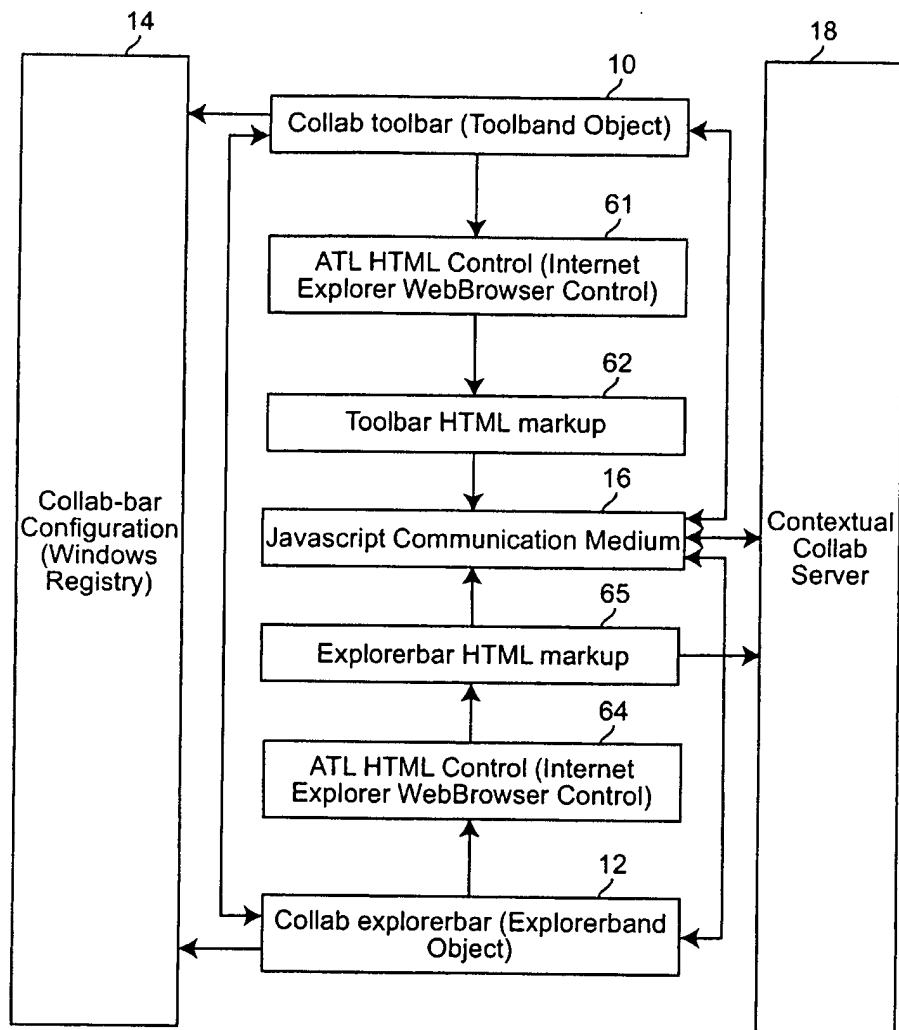 14
18
10
Collab toolbar (Toolband Object)
61
ATL HTML Control (Internet
Explorer WebBrowser Control)
62
Toolbar HTML markup
16
Javascript Communication Medium
Collab-bar
Configuration
(Windows
Registry)
Contextual
Collab
Server
65
Explorerbar HTML markup
64
ATL HTML Control (Internet
Explorer WebBrowser Control)
12
Collab explorerbar (Explorerband
Object)